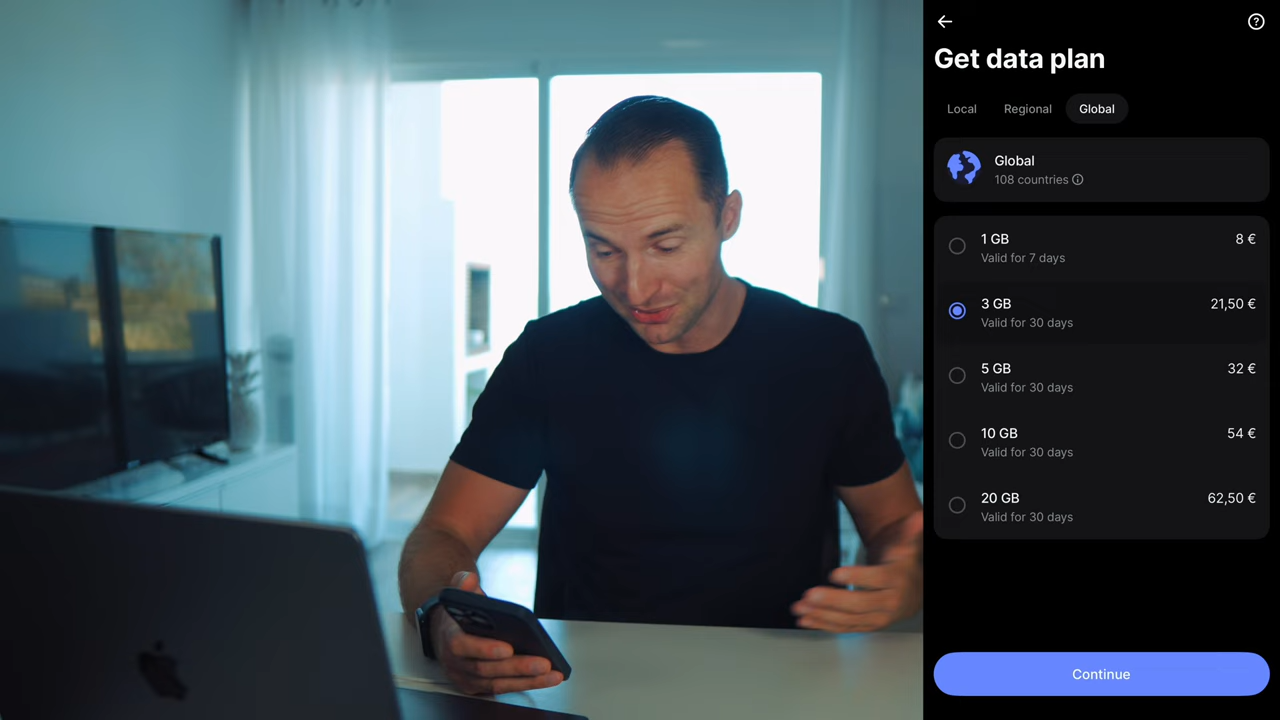 Get data plan
Local Regional Global
Global
108 countries
1 GB 8 €
Valid for 7 days
3 GB 21,50 €
Valid for 30 days
5 GB 32 €
Valid for 30 days
10 GB 54 €
Valid for 30 days
20 GB 62,50 €
Valid for 30 days
Continue